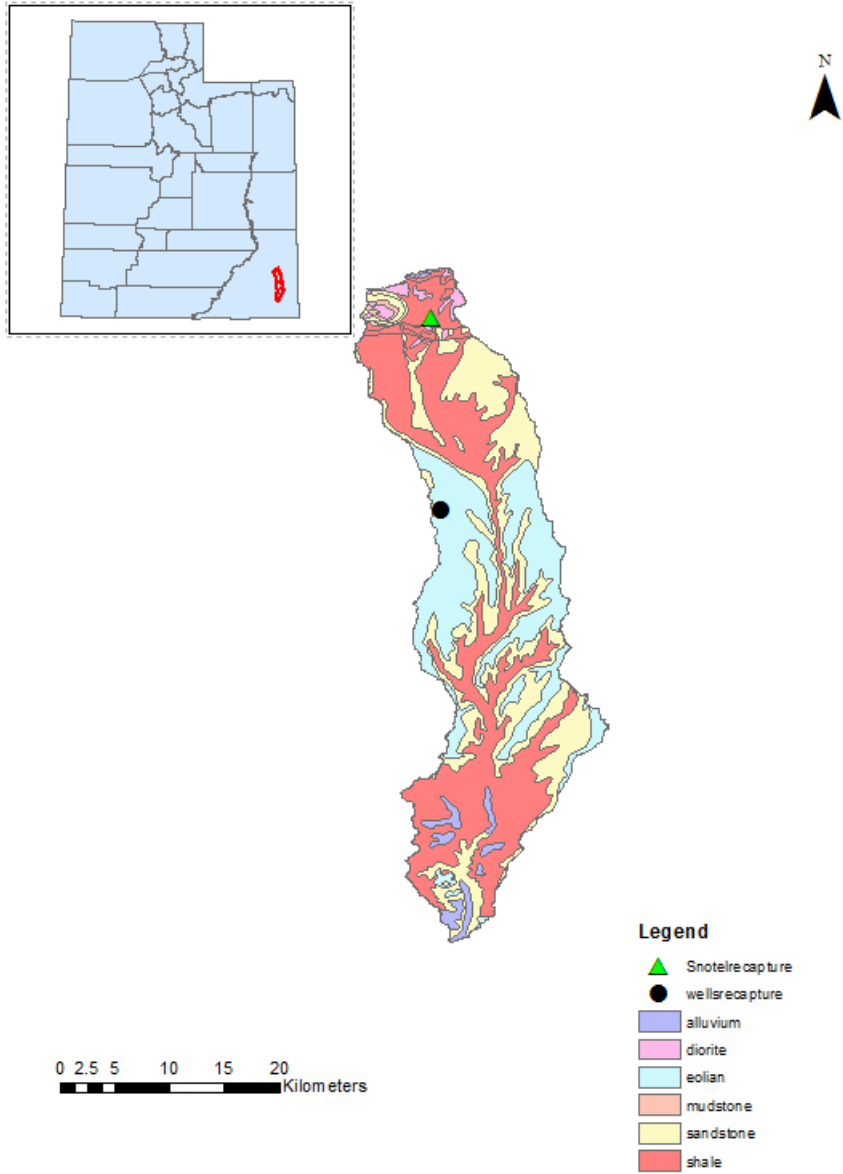 N
Legend
Snotelrecapture
wellsrecapture
alluvium
diorite
eolian
mudstone
sandstone
shale
0 2.5 5 10 15 20
Kilometers